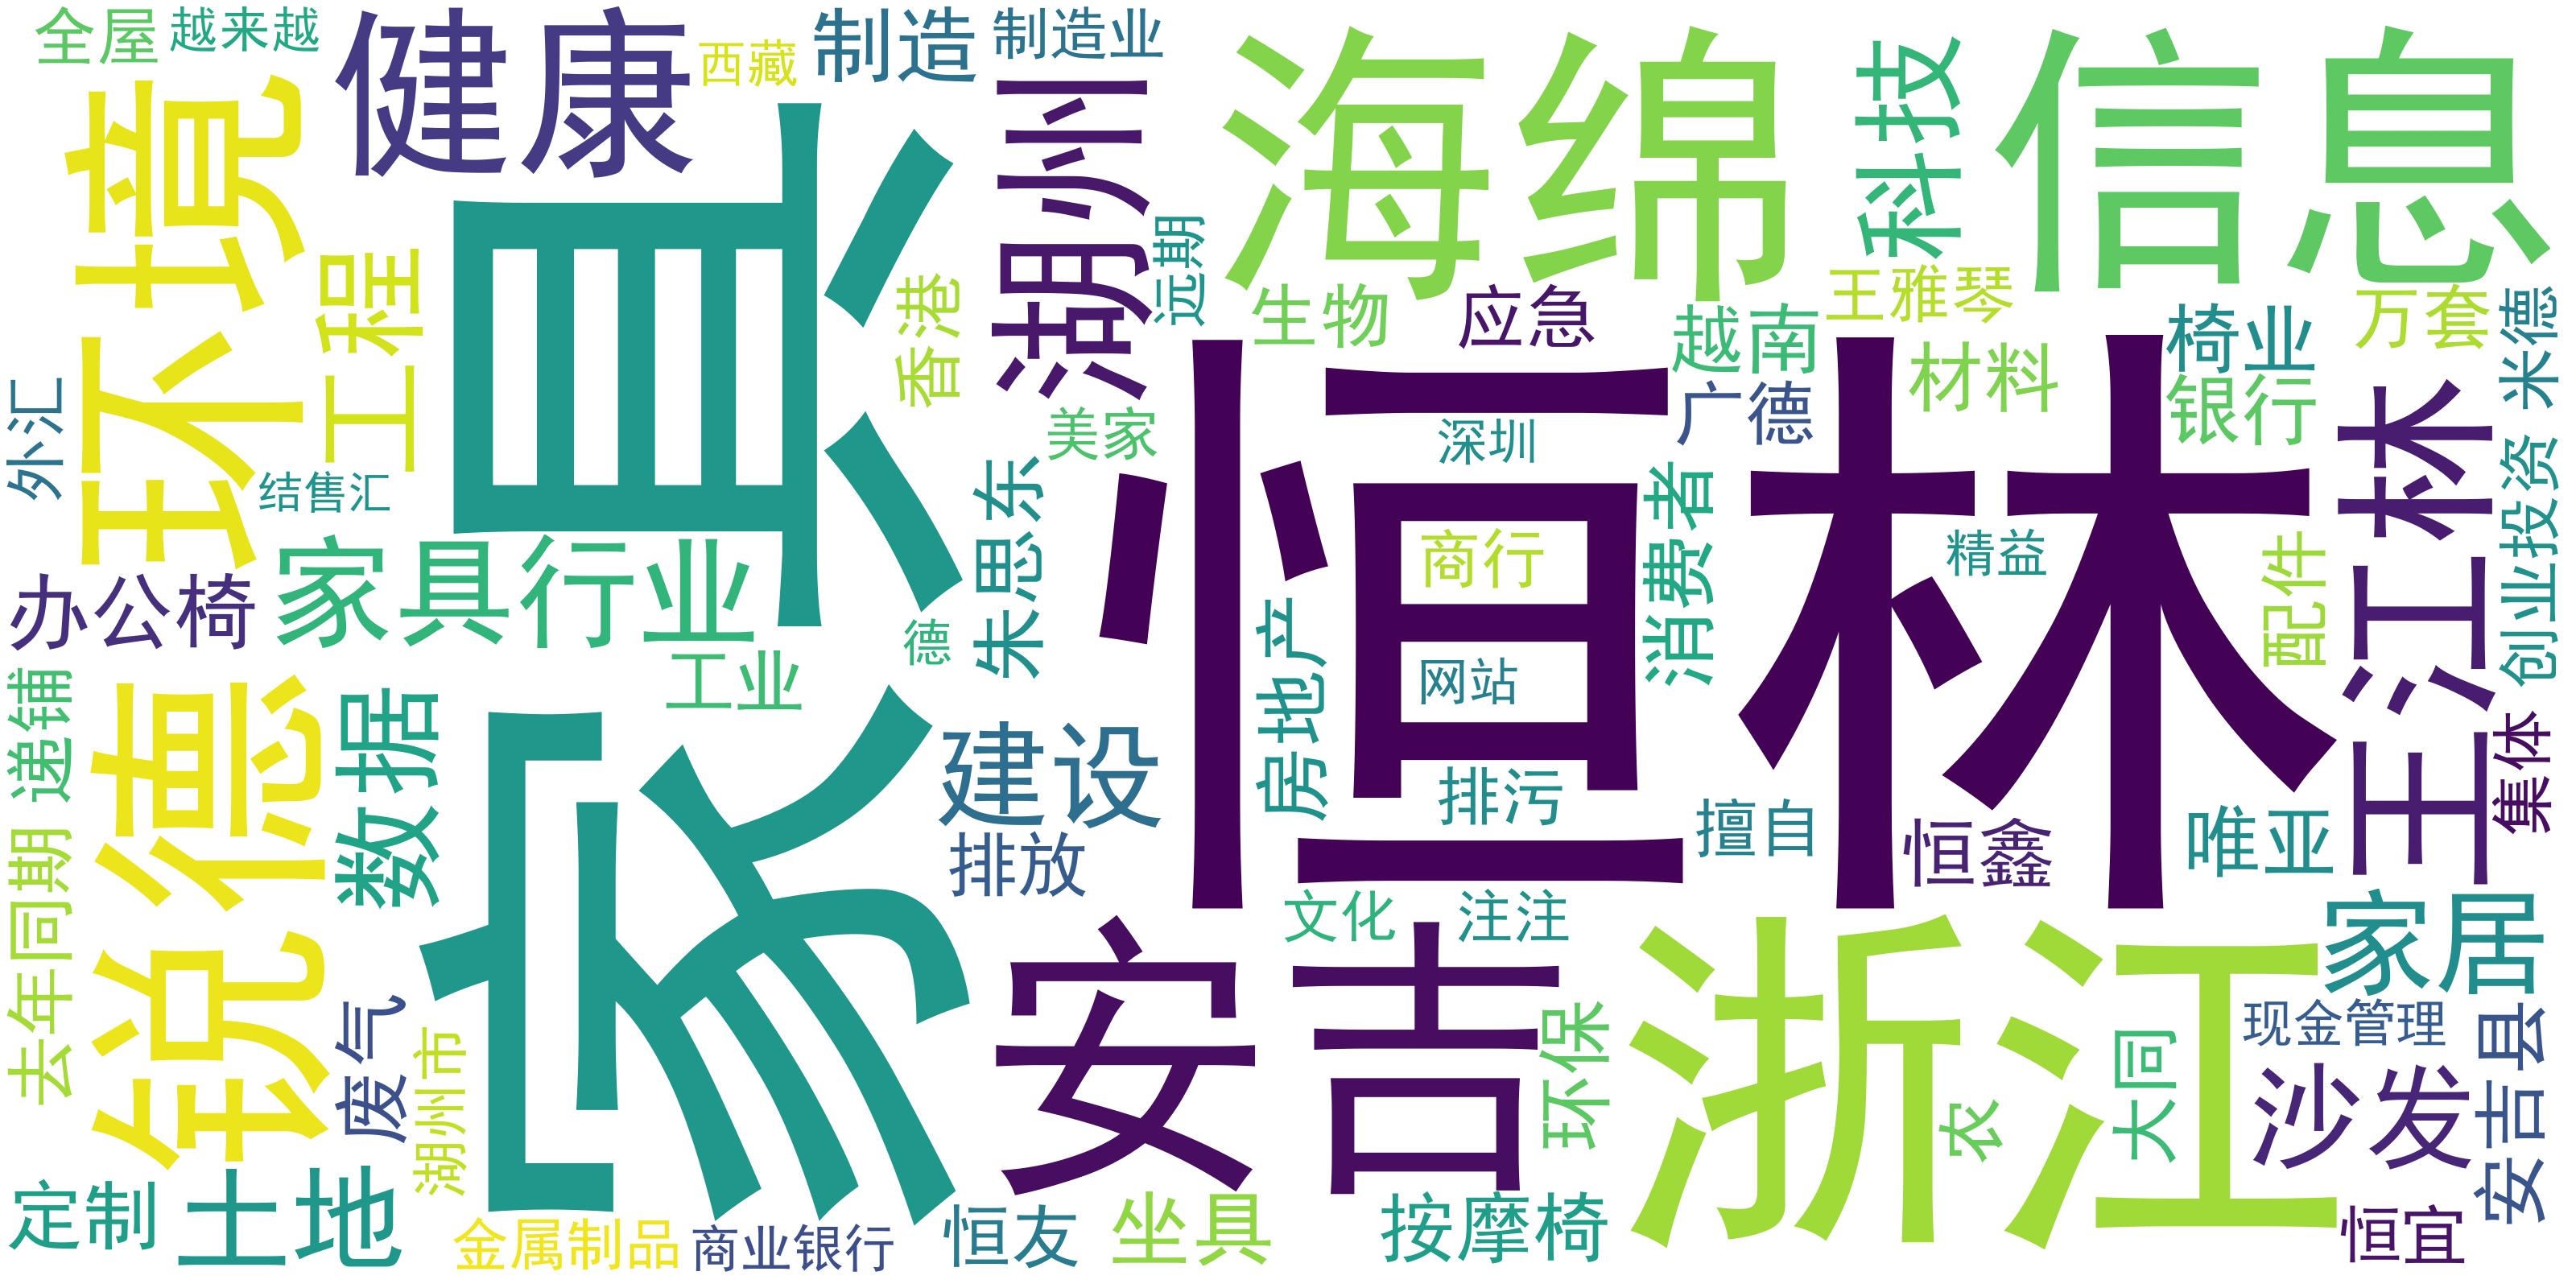 全屋
越来越
健康
西藏
制造
制造业
海绵
科技
信息
环境
工程
家具
湖州
远期
香港
生物
应急
越南
王雅琴
万套
米德
椅业
银行
材料
广德
美家
深圳
外汇
结售汇
恒林
王江林
创业投资
家具行业
朱思东
消费者
商行
精益
配件
办公椅
工业
德
网站
房地产
递铺
锐德
数据
建设
排放
排污
擅自
恒鑫
唯亚
集体
去年同期
废气
湖州市
安吉
文化
注注
浙江
家居
环保
农
大同
现金管理
沙发
安吉县
定制
土地
金属制品
商业银行
恒友
坐具
按摩椅
恒宜